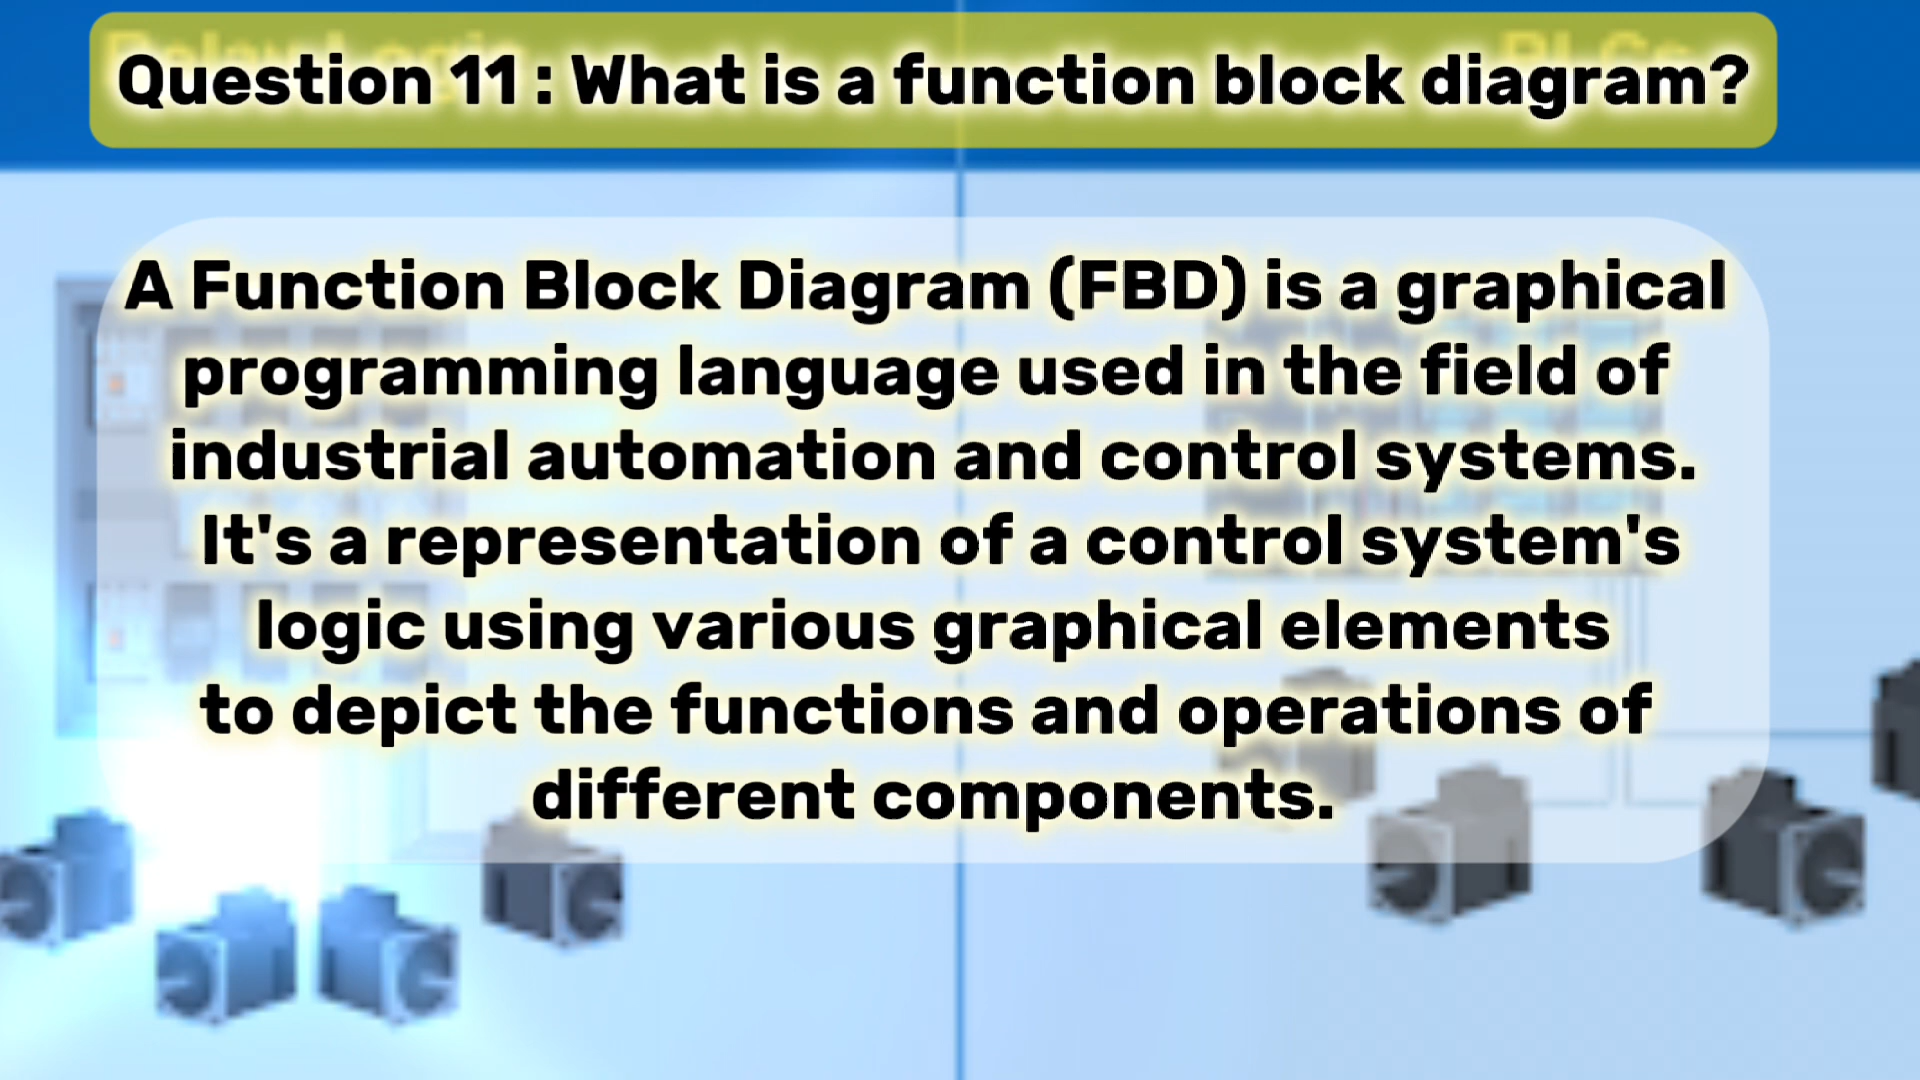 Question 11 : What is a function block diagram?
A Function Block Diagram (FBD) is a graphical
programming language used in the field of
industrial automation and control systems.
It's a representation of a control system's
logic using various graphical elements
to depict the functions and operations of
different components.